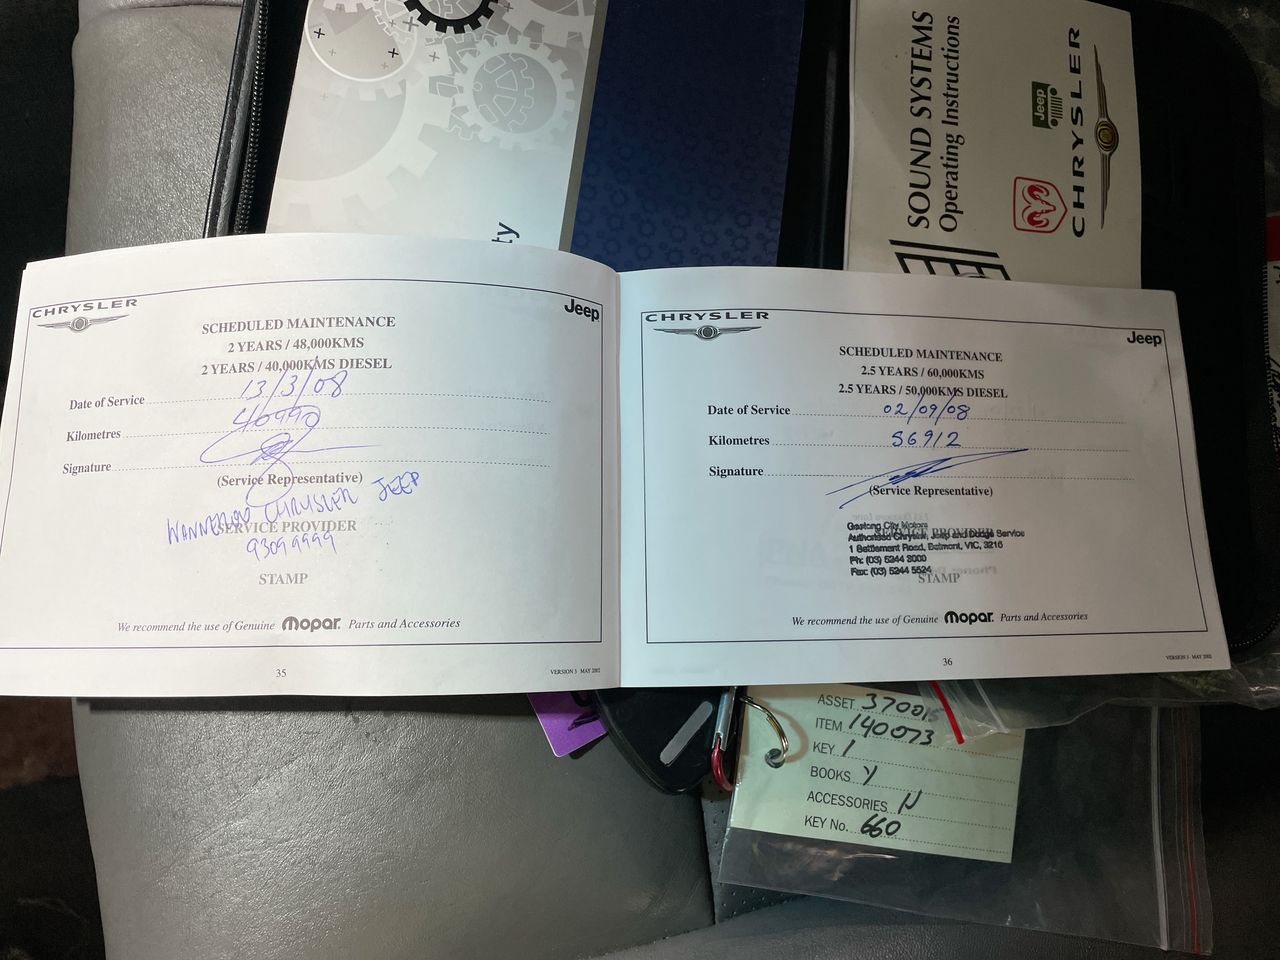 ty
SOUND SYSTEMS
Operating Instructions
Jeep
CHRYSLER
CHRYSLER
Jeep
SCHEDULED MAINTENANCE
2 YEARS / 48,000KMS
2 YEARS / 40,000KMS DIESEL
Date of Service 13/3/08
Kilometres 40990
Signature
(Service Representative)
WANNEROO CHRYSLER JEEP
SERVICE PROVIDER
93099999
STAMP
We recommend the use of Genuine Mopar. Parts and Accessories
35
VERSION 3 MAY 2002
CHRYSLER
Jeep
SCHEDULED MAINTENANCE
2.5 YEARS / 60,000KMS
2.5 YEARS / 50,000KMS DIESEL
Date of Service 02/09/08
Kilometres 56912
Signature
(Service Representative)
Geelong City Motors
SERVICE PROVIDER
Authorised Chrysler, Jeep and Dodge Service
1 Settlement Road, Belmont, VIC, 3216
Ph: (03) 5244 3000
Fax: (03) 5244 5524
STAMP
We recommend the use of Genuine Mopar. Parts and Accessories
36
VERSION 3 MAY 2002
ASSET 370015
ITEM 140073
KEY 1
BOOKS Y
ACCESSORIES N
KEY No. 660